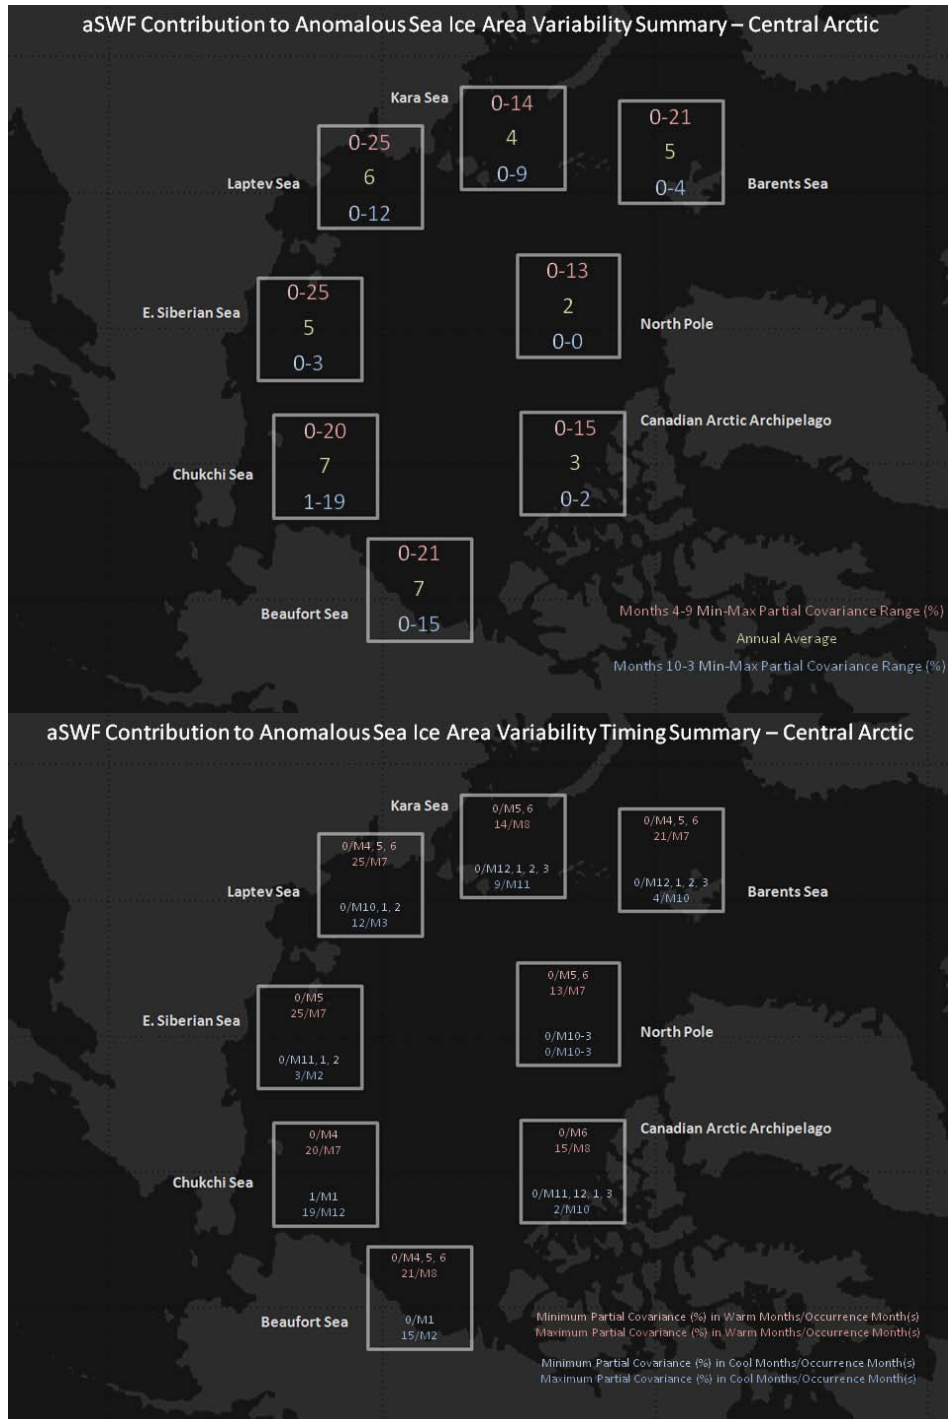 aSWF Contribution to Anomalous Sea Ice Area Variability Summary – Central Arctic
Kara Sea
0-14
4
0-9
0-21
5
0-4
Barents Sea
Laptev Sea
0-25
6
0-12
E. Siberian Sea
0-25
5
0-3
0-13
2
0-0
North Pole
Chukchi Sea
0-20
7
1-19
0-15
3
0-2
Canadian Arctic Archipelago
Beaufort Sea
0-21
7
0-15
Months 4-9 Min-Max Partial Covariance Range (%)
Annual Average
Months 10-3 Min-Max Partial Covariance Range (%)
aSWF Contribution to Anomalous Sea Ice Area Variability Timing Summary – Central Arctic
Kara Sea
0/M5, 6
14/M8
0/M12, 1, 2, 3
9/M11
0/M4, 5, 6
21/M7
0/M12, 1, 2, 3
4/M10
Barents Sea
Laptev Sea
0/M4, 5, 6
25/M7
0/M10, 1, 2
12/M3
E. Siberian Sea
0/M5
25/M7
0/M11, 1, 2
3/M2
0/M5, 6
13/M7
0/M10-3
0/M10-3
North Pole
Chukchi Sea
0/M4
20/M7
1/M1
19/M12
0/M6
15/M8
0/M11, 12, 1, 3
2/M10
Canadian Arctic Archipelago
Beaufort Sea
0/M4, 5, 6
21/M8
0/M1
15/M2
Minimum Partial Covariance (%) in Warm Months/Occurrence Month(s)
Maximum Partial Covariance (%) in Warm Months/Occurrence Month(s)
Minimum Partial Covariance (%) in Cool Months/Occurrence Month(s)
Maximum Partial Covariance (%) in Cool Months/Occurrence Month(s)